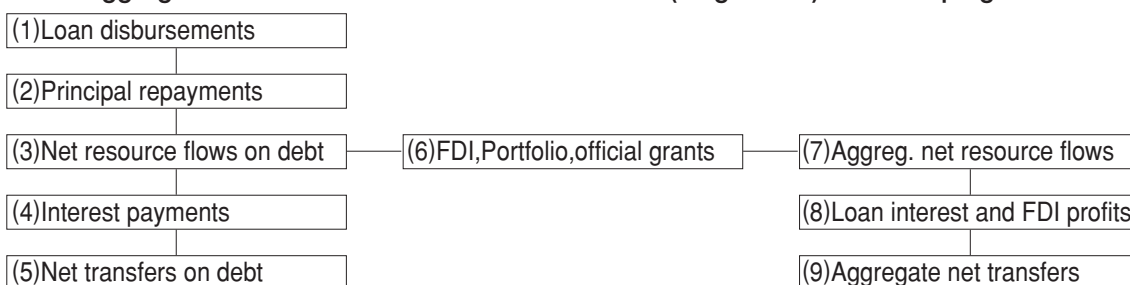 (1)Loan disbursements
(2)Principal repayments
(3)Net resource flows on debt
(6)FDI,Portfolio,official grants
(7)Aggreg. net resource flows
(4)Interest payments
(8)Loan interest and FDI profits
(5)Net transfers on debt
(9)Aggregate net transfers